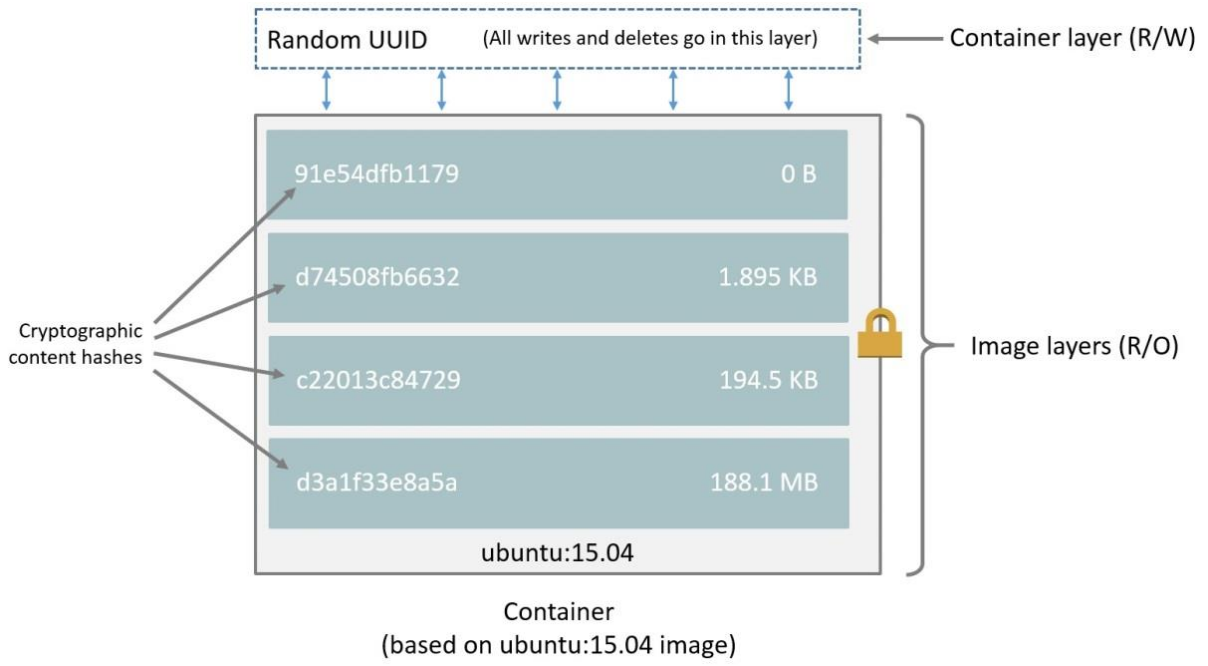 Random UUID (All writes and deletes go in this layer)
Container layer (R/W)
91e54dfb1179 0 B
d74508fb6632 1.895 KB
Cryptographic
content hashes
Image layers (R/O)
c22013c84729 194.5 KB
d3a1f33e8a5a 188.1 MB
ubuntu:15.04
Container
(based on ubuntu:15.04 image)